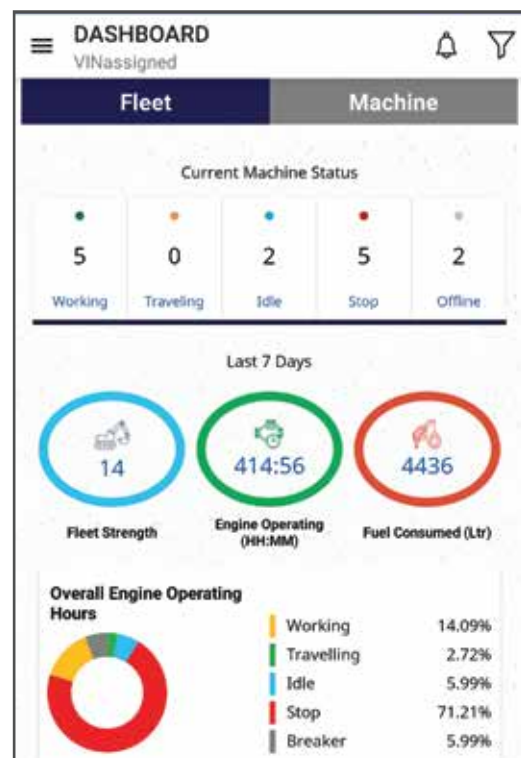 DASHBOARD
VINassigned
Fleet Machine
Current Machine Status
5 0 2 5 2
Working Traveling Idle Stop Offline
Last 7 Days
14 414:56 4436
Fleet Strength Engine Operating (HH:MM) Fuel Consumed (Ltr)
Overall Engine Operating
Hours
Working 14.09%
Travelling 2.72%
Idle 5.99%
Stop 71.21%
Breaker 5.99%